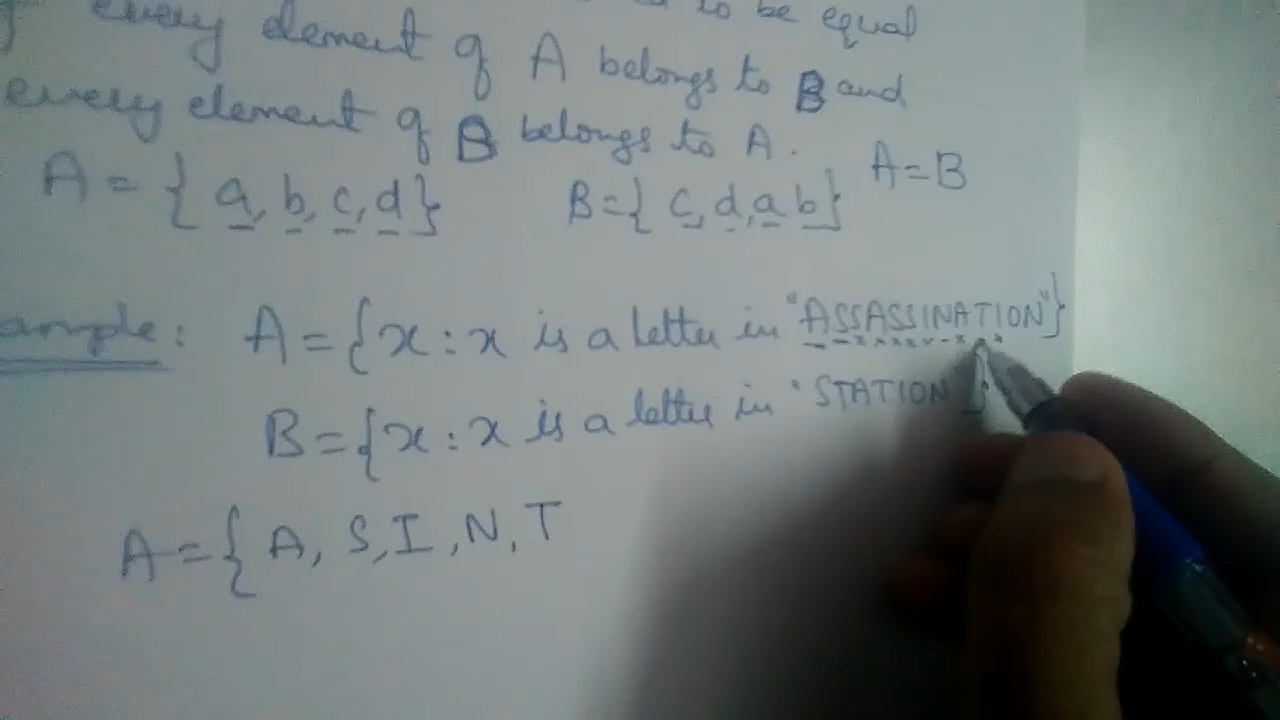 to be equal
every element of A belongs to B and
every element of B belongs to A.
A = { a, b, c, d } B = { c, d, a b } A = B
ample : A = { x : x is a letter in "ASSASSINATION" }
B = { x : x is a letter in ' STATION }
A = { A, S, I, N, T